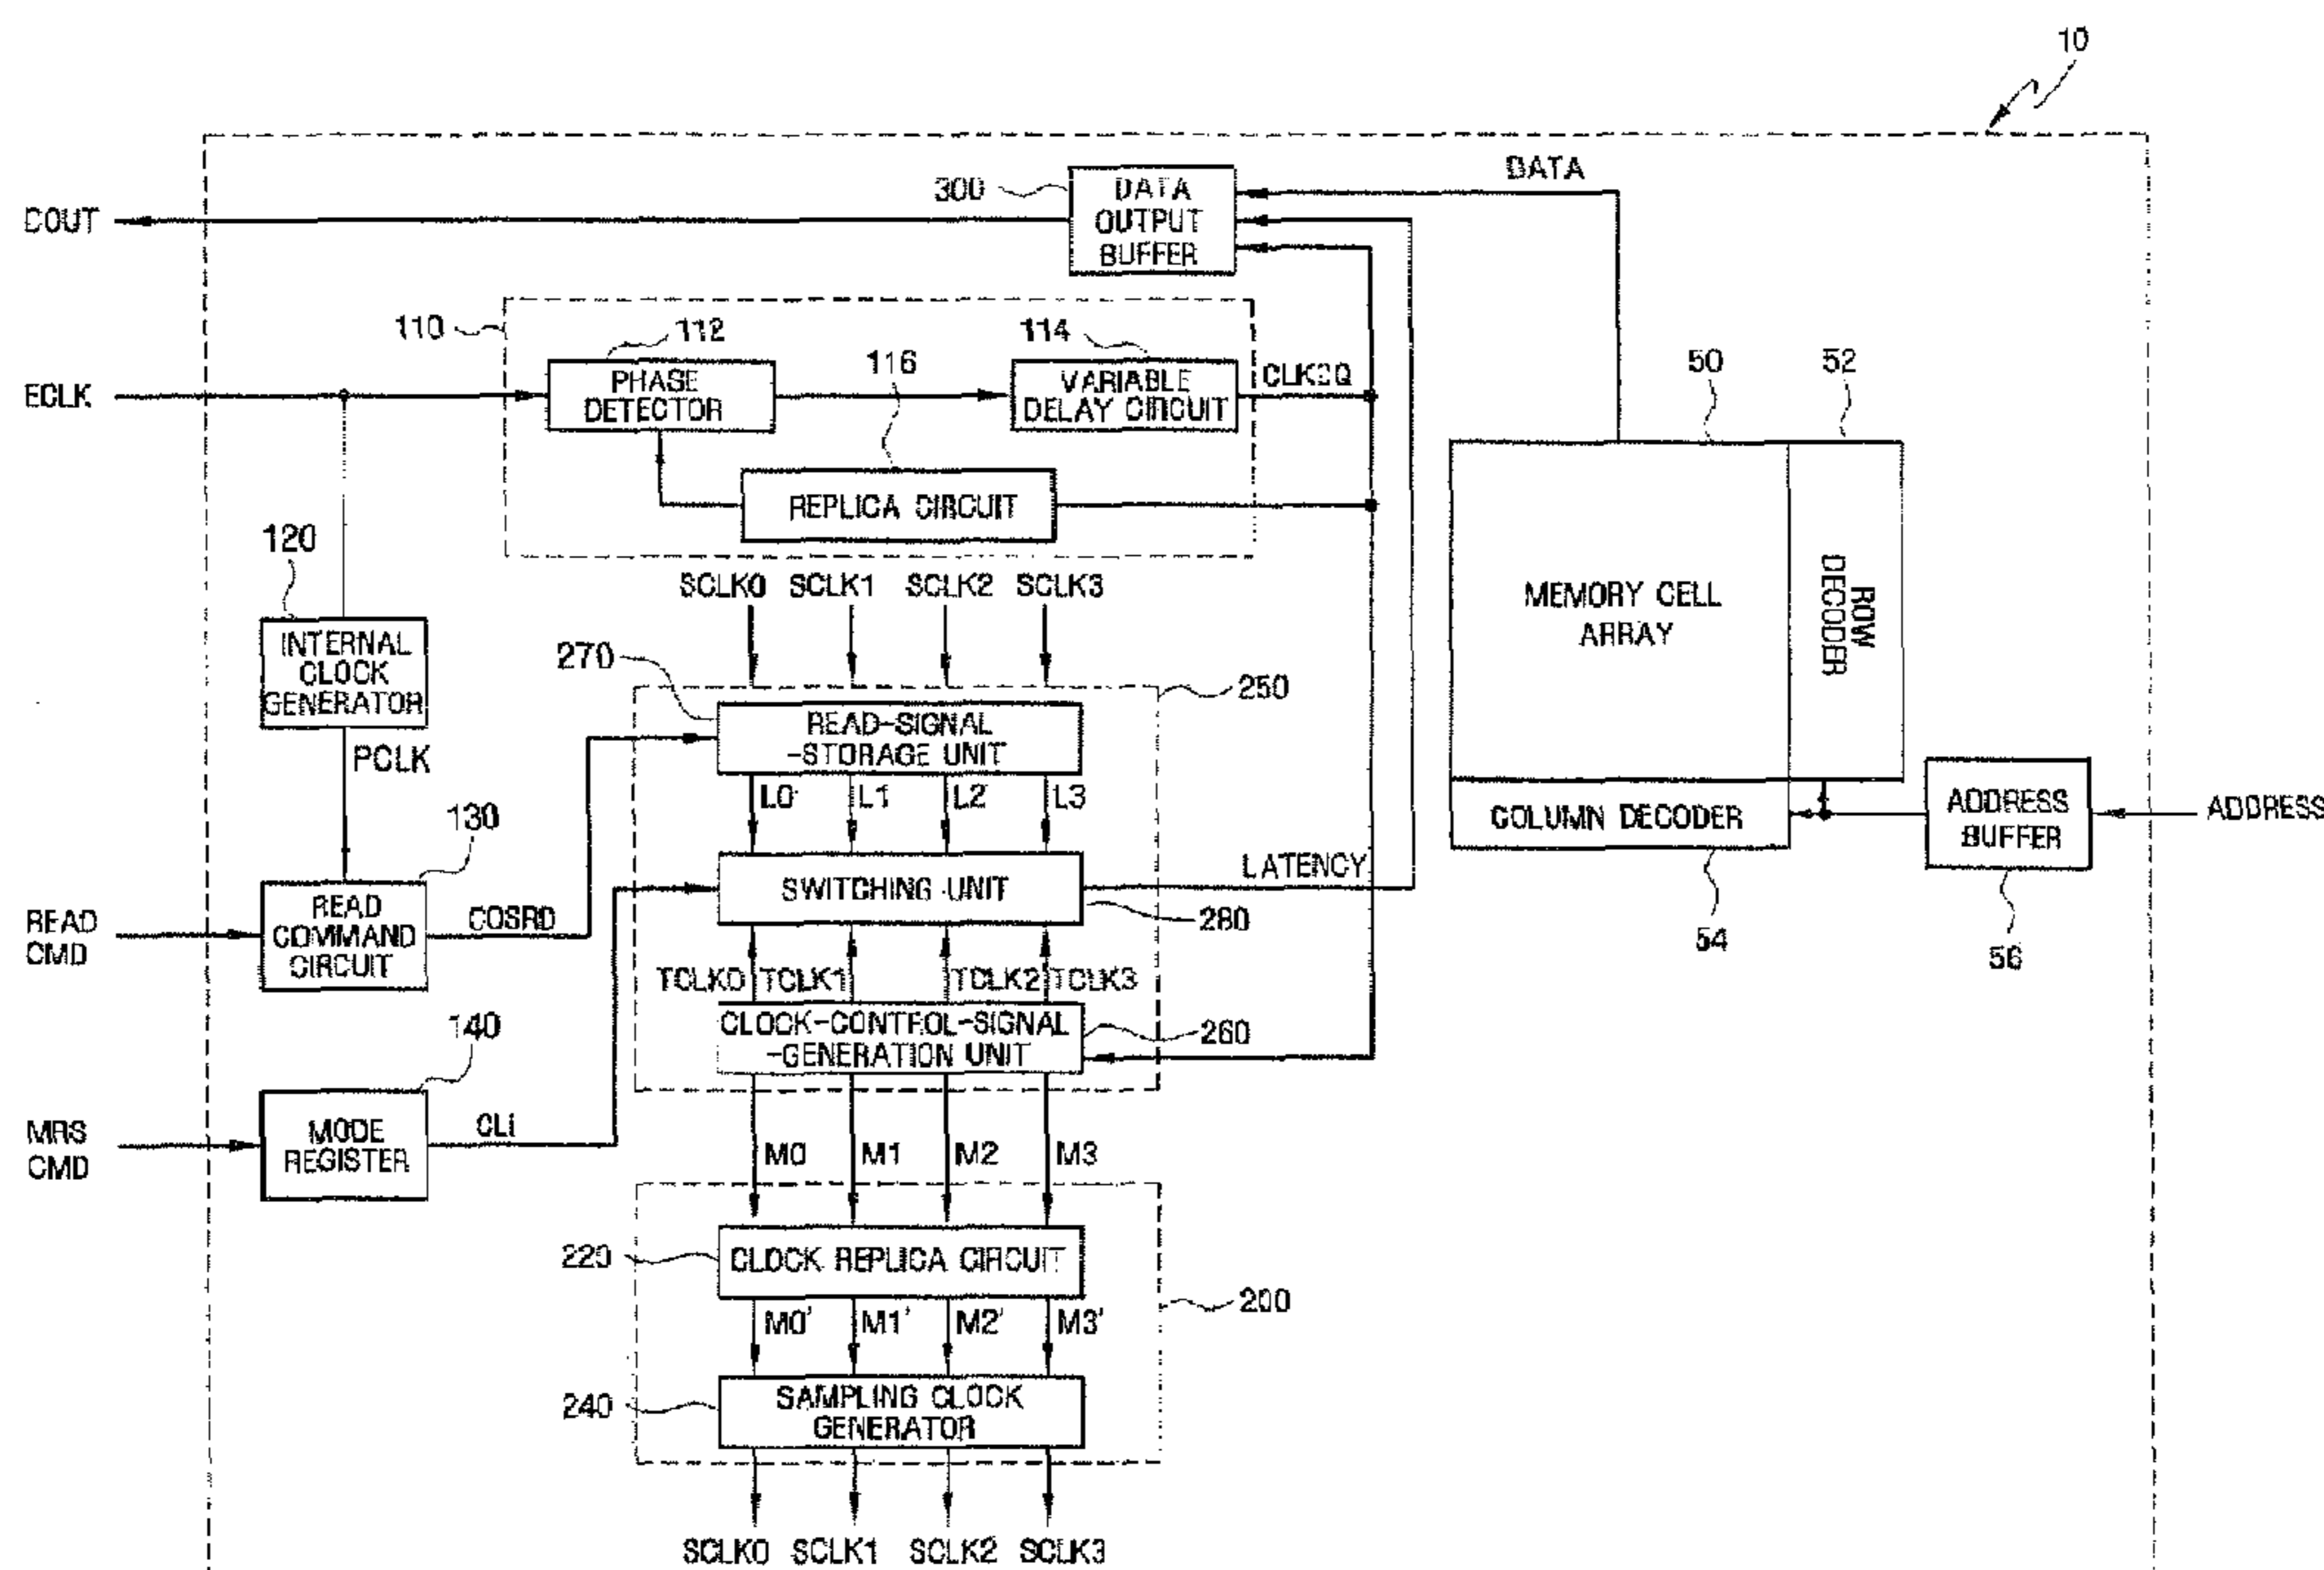 10
DATA
300
DATA
OUTPUT
BUFFER
DOUT
110
112
114
116
ECLK
PHASE
DETECTOR
VARIABLE
DELAY CIRCUIT
50
52
REPLICA CIRCUIT
120
SCLK0 SCLK1 SCLK2 SCLK3
MEMORY CELL
ARRAY
ROW
DECODER
INTERNAL
CLOCK
GENERATOR
270
250
READ-SIGNAL
-STORAGE UNIT
PCLK
L0 L1 L2 L3
130
COLUMN DECODER
ADDRESS
BUFFER
ADDRESS
LATENCY
SWITCHING UNIT
280
READ
CMD
READ
COMMAND
CIRCUIT
COSRD
54
56
TCLK0 TCLK1 TCLK2 TCLK3
140
CLOCK-CONTROL-SIGNAL
-GENERATION UNIT
260
MRS
CMD
MODE
REGISTER
CLi
M0 M1 M2 M3
220
CLOCK REPLICA CIRCUIT
200
M0' M1' M2' M3'
240
SAMPLING CLOCK
GENERATOR
SCLK0 SCLK1 SCLK2 SCLK3